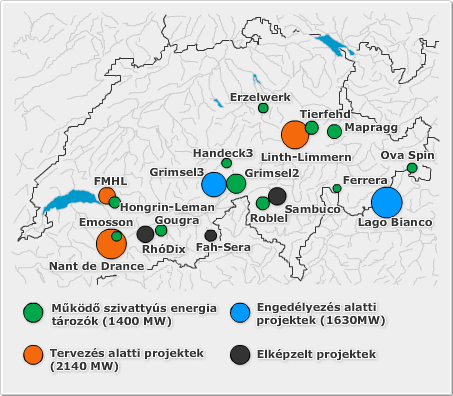 Erzelwerk
Tierfehd
Mapragg
Linth-Limmern
Handeck3
Ova Spin
Grimsel3
Grimsel2
FMHL
Ferrera
Hongrin-Leman
Sambuco
Roblel
Lago Bianco
Emosson
Gougra
RhóDix
Fah-Sera
Nant de Drance
Működő szivattyús energia
tározók (1400 MW)
Engedélyezés alatti
projektek (1630MW)
Tervezés alatti projektek
(2140 MW)
Elképzelt projektek